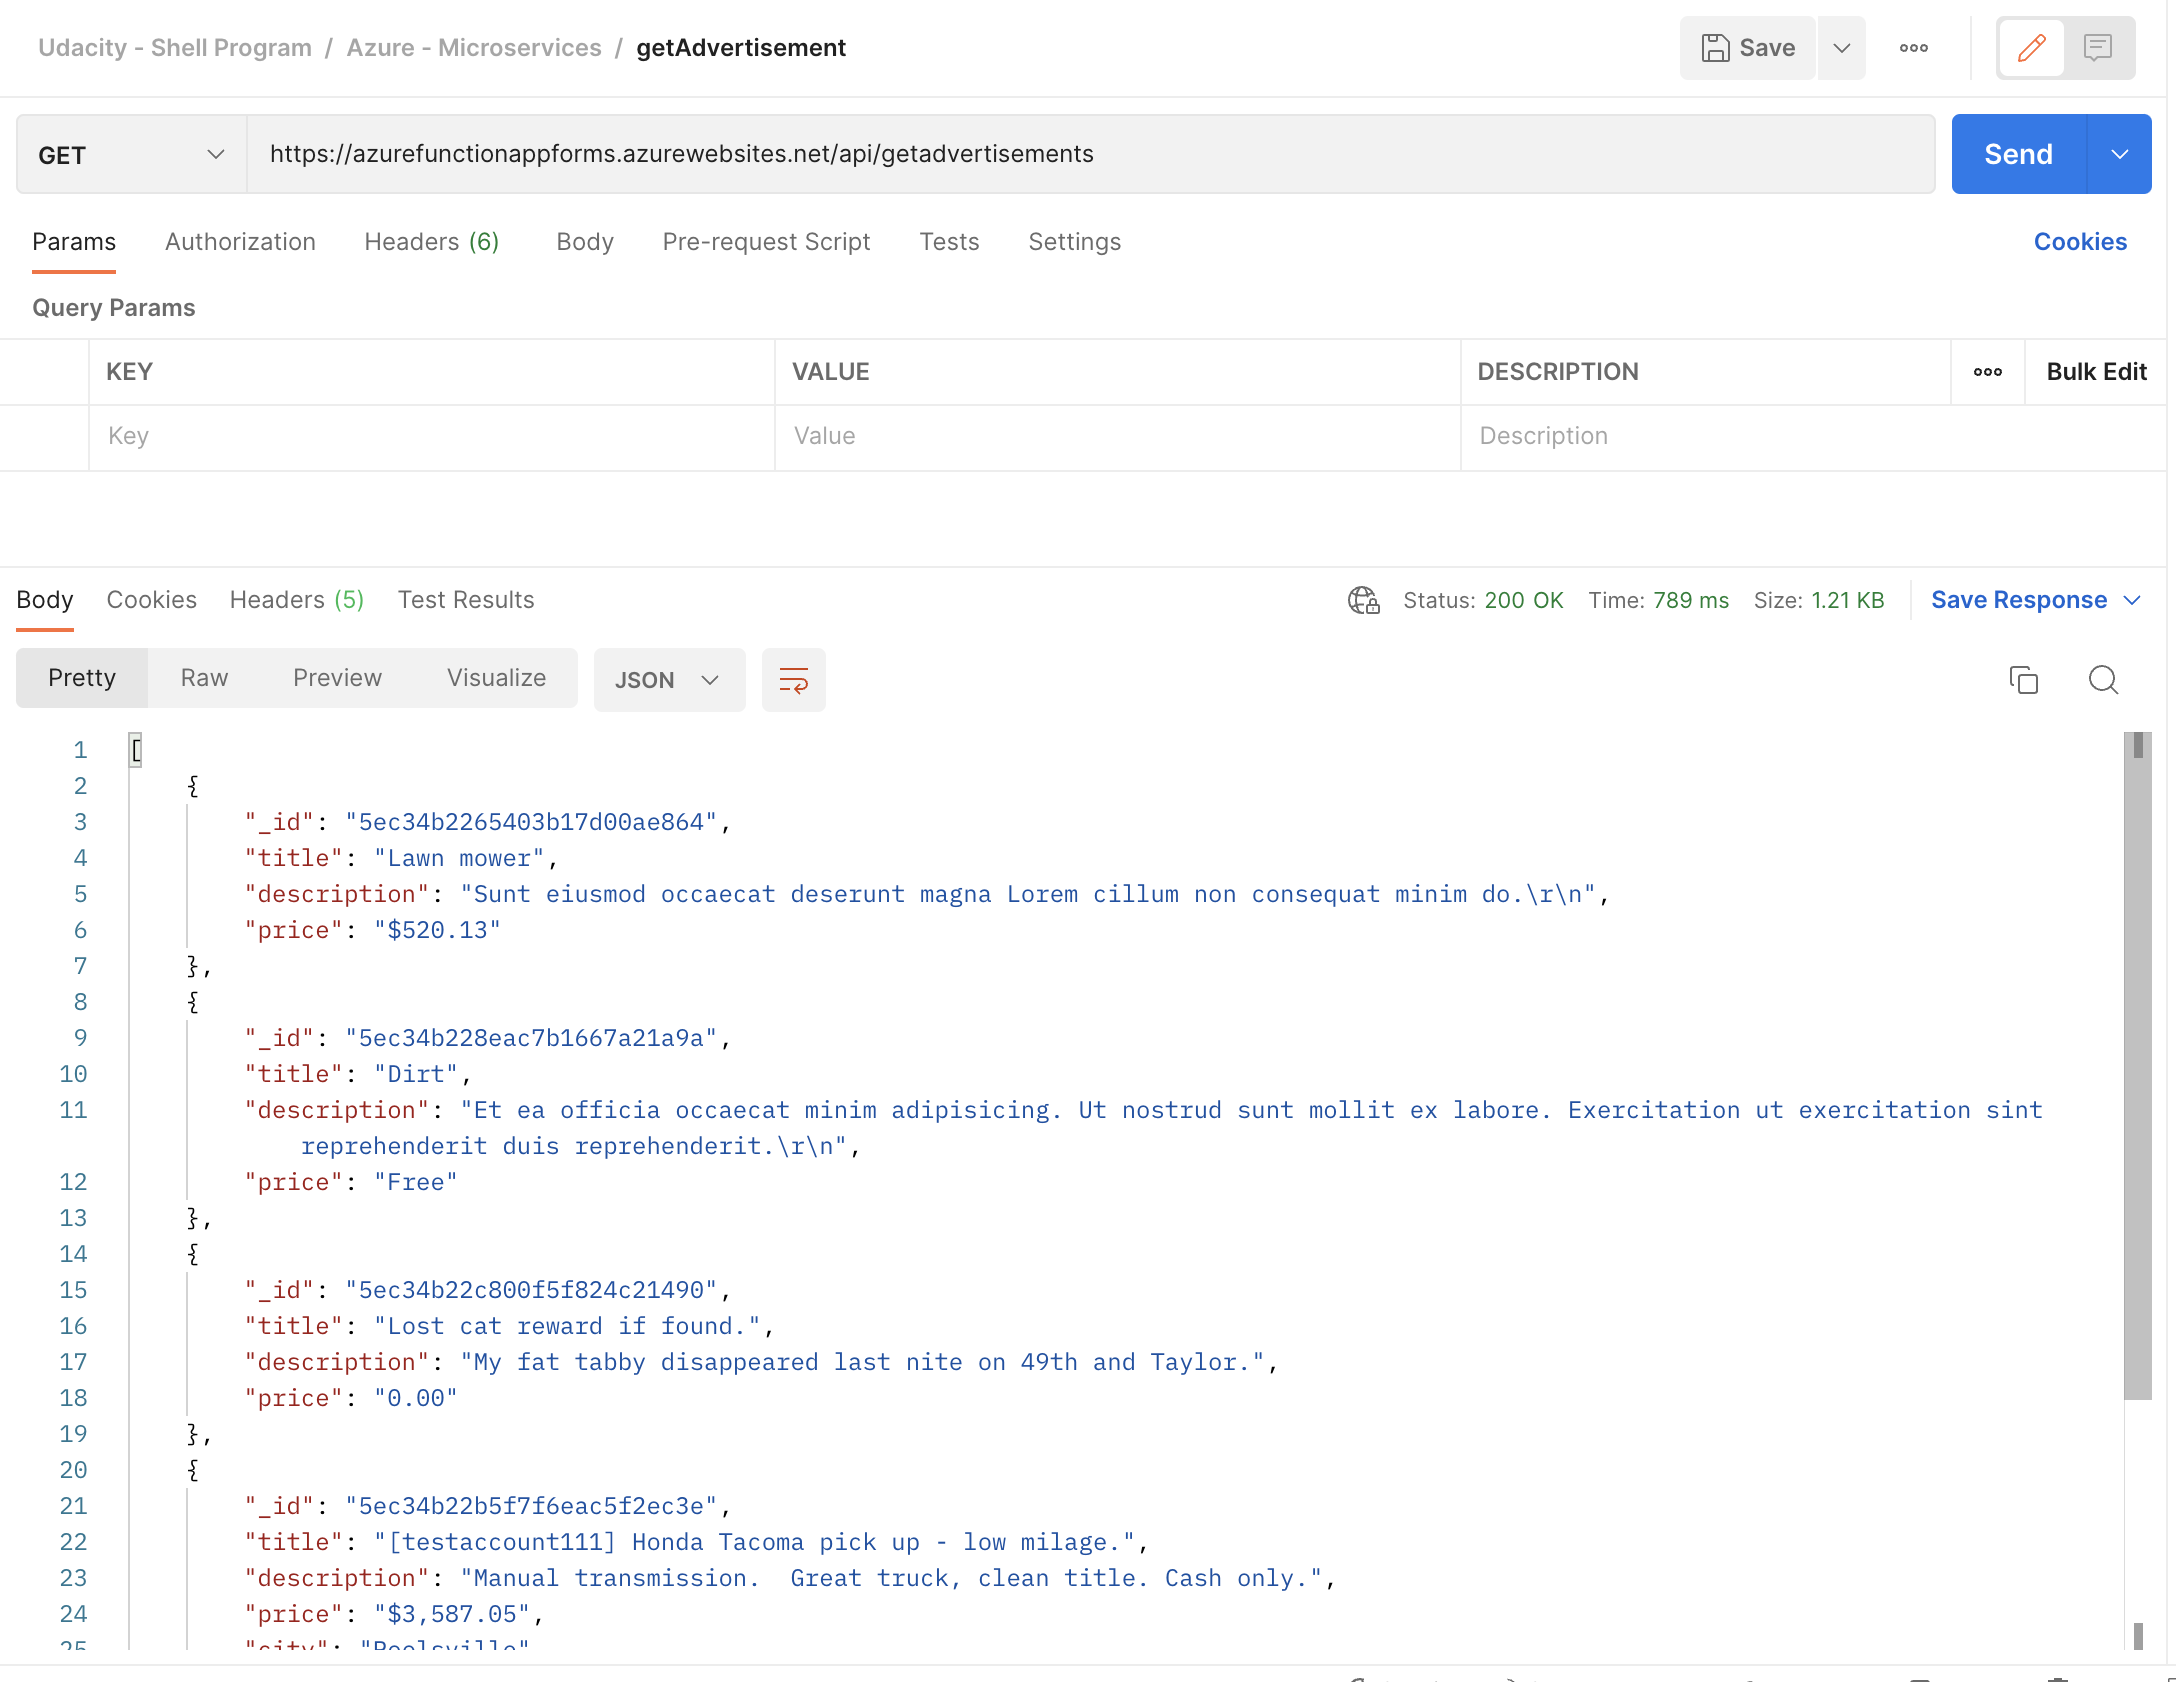 Udacity - Shell Program / Azure - Microservices / getAdvertisement
Save
GET
https://azurefunctionappforms.azurewebsites.net/api/getadvertisements
Send
Params Authorization Headers (6) Body Pre-request Script Tests Settings Cookies
Query Params
KEY VALUE DESCRIPTION Bulk Edit
Key Value Description
Body Cookies Headers (5) Test Results Status: 200 OK Time: 789 ms Size: 1.21 KB Save Response
Pretty Raw Preview Visualize JSON
1 [
2 {
3 "_id": "5ec34b2265403b17d00ae864",
4 "title": "Lawn mower",
5 "description": "Sunt eiusmod occaecat deserunt magna Lorem cillum non consequat minim do.\r\n",
6 "price": "$520.13"
7 },
8 {
9 "_id": "5ec34b228eac7b1667a21a9a",
10 "title": "Dirt",
11 "description": "Et ea officia occaecat minim adipisicing. Ut nostrud sunt mollit ex labore. Exercitation ut exercitation sint
reprehenderit duis reprehenderit.\r\n",
12 "price": "Free"
13 },
14 {
15 "_id": "5ec34b22c800f5f824c21490",
16 "title": "Lost cat reward if found.",
17 "description": "My fat tabby disappeared last nite on 49th and Taylor.",
18 "price": "0.00"
19 },
20 {
21 "_id": "5ec34b22b5f7f6eac5f2ec3e",
22 "title": "[testaccount111] Honda Tacoma pick up - low milage.",
23 "description": "Manual transmission.  Great truck, clean title. Cash only.",
24 "price": "$3,587.05",
25 "city":